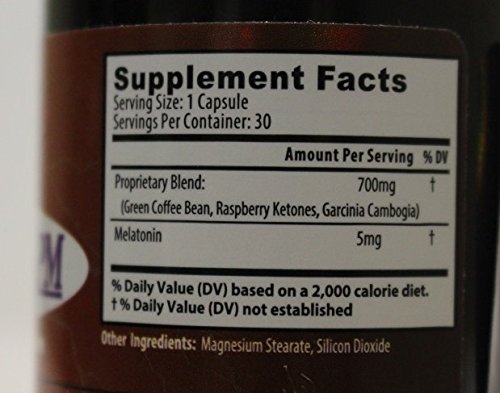 Supplement Facts
Serving Size: 1 Capsule
Servings Per Container: 30
Amount Per Serving % DV
Proprietary Blend: 700mg †
(Green Coffee Bean, Raspberry Ketones, Garcinia Cambogia)
Melatonin 5mg †
% Daily Value (DV) based on a 2,000 calorie diet.
† % Daily Value (DV) not established
PM
Other Ingredients: Magnesium Stearate, Silicon Dioxide